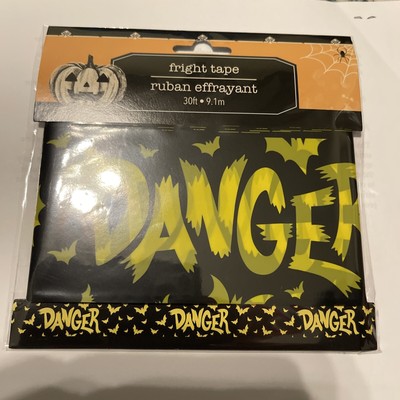 fright tape
ruban effrayant
30ft • 9.1m
DANGER
DANGER DANGER DANGER